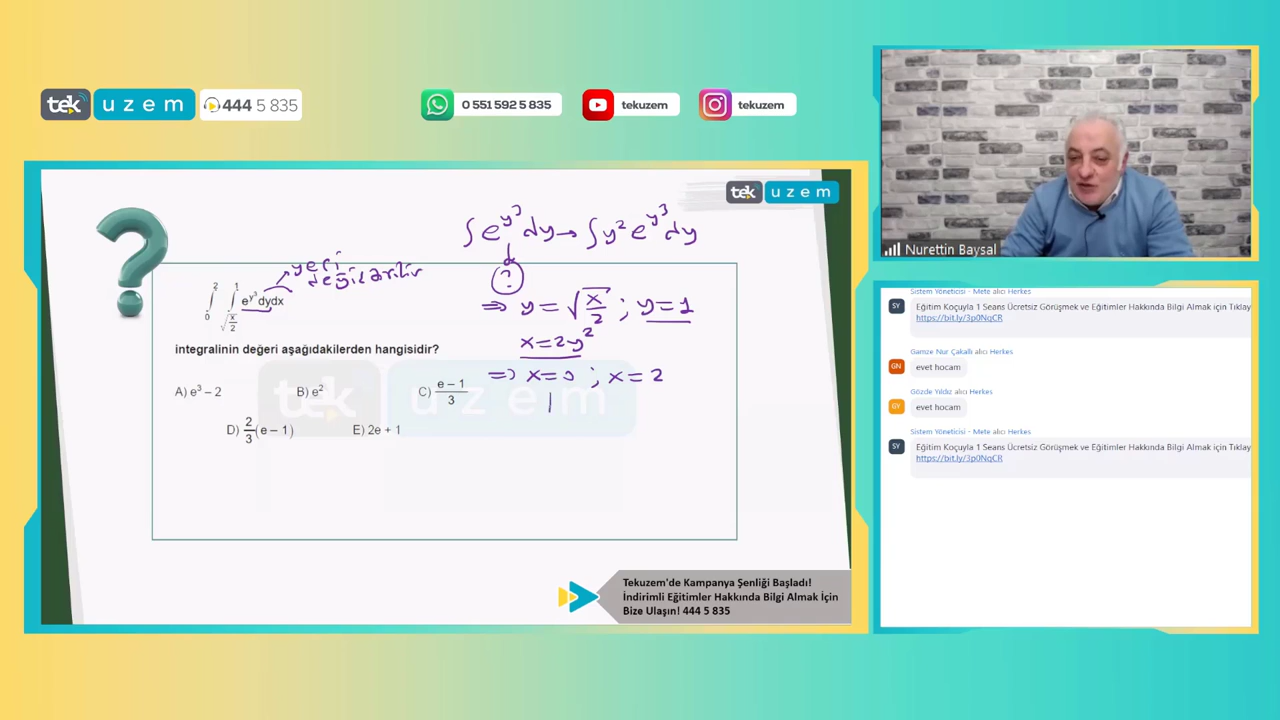 tek uzem 444 5 835
0 551 592 5 835
tekuzem
tekuzem
tek uzem
∫e^y³ dy → ∫y² e^y³ dy
yeri
değiştirilir
?
∫₀² ∫_√(x/2)^1 e^y³ dydx
⇒ y = √(x/2) ; y = 1
x = 2y²
integralinin değeri aşağıdakilerden hangisidir?
⇒ x = 0 ; x = 2
A) e³ – 2
B) e²
C) (e – 1)/3
D) 2/3 (e – 1)
E) 2e + 1
tek uzem
Tekuzem'de Kampanya Şenliği Başladı!
İndirimli Eğitimler Hakkında Bilgi Almak İçin
Bize Ulaşın! 444 5 835
Nurettin Baysal
Sistem Yöneticisi - Mete alıcı Herkes
SY
Eğitim Koçuyla 1 Seans Ücretsiz Görüşmek ve Eğitimler Hakkında Bilgi Almak için Tıklay
https://bit.ly/3p0NqCR
Gamze Nur Çakallı alıcı Herkes
GN
evet hocam
Gözde Yıldız alıcı Herkes
GY
evet hocam
Sistem Yöneticisi - Mete alıcı Herkes
SY
Eğitim Koçuyla 1 Seans Ücretsiz Görüşmek ve Eğitimler Hakkında Bilgi Almak için Tıklay
https://bit.ly/3p0NqCR